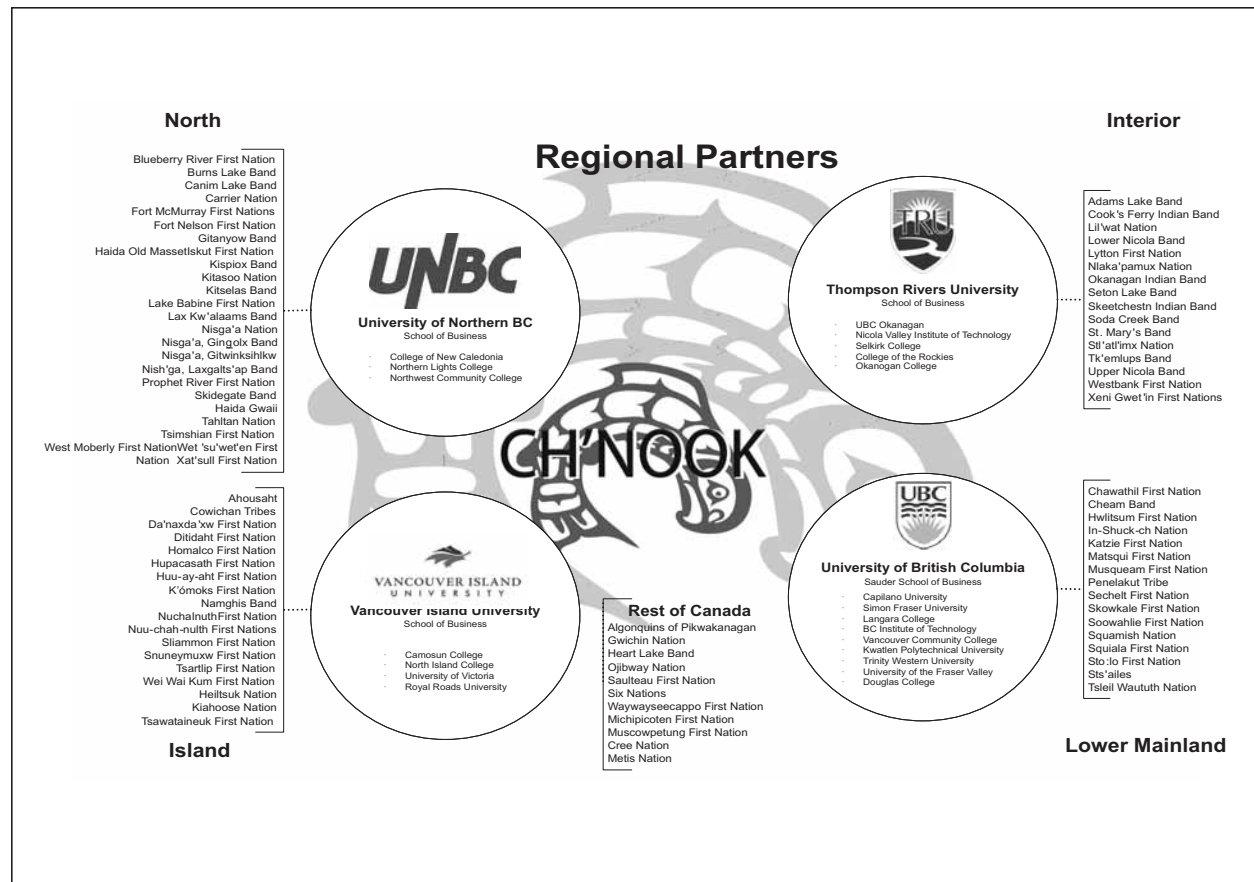 Regional Partners
North
Blueberry River First Nation
Burns Lake Band
Canim Lake Band
Carrier Nation
Fort McMurray First Nations
Fort Nelson First Nation
Gitanyow Band
Haida Old MassetIskut First Nation
Kispiox Band
Kitasoo Nation
Kitselas Band
Lake Babine First Nation
Lax Kw'alaams Band
Nisga'a Nation
Nisga'a, Gingolx Band
Nisga'a, Gitwinksihlkw
Nish'ga, Laxgalts'ap Band
Prophet River First Nation
Skidegate Band
Haida Gwaii
Tahltan Nation
Tsimshian First Nation
West Moberly First NationWet 'su'wet'en First
Nation Xat'sull First Nation
UNBC
University of Northern BC
School of Business
· College of New Caledonia
· Northern Lights College
· Northwest Community College
TRU
Thompson Rivers University
School of Business
· UBC Okanagan
· Nicola Valley Institute of Technology
· Selkirk College
· College of the Rockies
· Okanogan College
Interior
Adams Lake Band
Cook's Ferry Indian Band
Lil'wat Nation
Lower Nicola Band
Lytton First Nation
Nlaka'pamux Nation
Okanagan Indian Band
Seton Lake Band
Skeetchestn Indian Band
Soda Creek Band
St. Mary's Band
Stl'atl'imx Nation
Tk'emlups Band
Upper Nicola Band
Westbank First Nation
Xeni Gwet'in First Nations
CH'NOOK
Ahousaht
Cowichan Tribes
Da'naxda'xw First Nation
Ditidaht First Nation
Homalco First Nation
Hupacasath First Nation
Huu-ay-aht First Nation
K'ómoks First Nation
Namghis Band
NuchalnuthFirst Nation
Nuu-chah-nulth First Nations
Sliammon First Nation
Snuneymuxw First Nation
Tsartlip First Nation
Wei Wai Kum First Nation
Heiltsuk Nation
Kiahoose Nation
Tsawataineuk First Nation
Island
VANCOUVER ISLAND
UNIVERSITY
Vancouver Island University
School of Business
· Camosun College
· North Island College
· University of Victoria
· Royal Roads University
Rest of Canada
Algonquins of Pikwakanagan
Gwichin Nation
Heart Lake Band
Ojibway Nation
Saulteau First Nation
Six Nations
Waywayseecappo First Nation
Michipicoten First Nation
Muscowpetung First Nation
Cree Nation
Metis Nation
UBC
University of British Columbia
Sauder School of Business
· Capilano University
· Simon Fraser University
· Langara College
· BC Institute of Technology
· Vancouver Community College
· Kwatlen Polytechnical University
· Trinity Western University
· University of the Fraser Valley
· Douglas College
Chawathil First Nation
Cheam Band
Hwlitsum First Nation
In-Shuck-ch Nation
Katzie First Nation
Matsqui First Nation
Musqueam First Nation
Penelakut Tribe
Sechelt First Nation
Skowkale First Nation
Soowahlie First Nation
Squamish Nation
Squiala First Nation
Sto:lo First Nation
Sts'ailes
Tsleil Waututh Nation
Lower Mainland